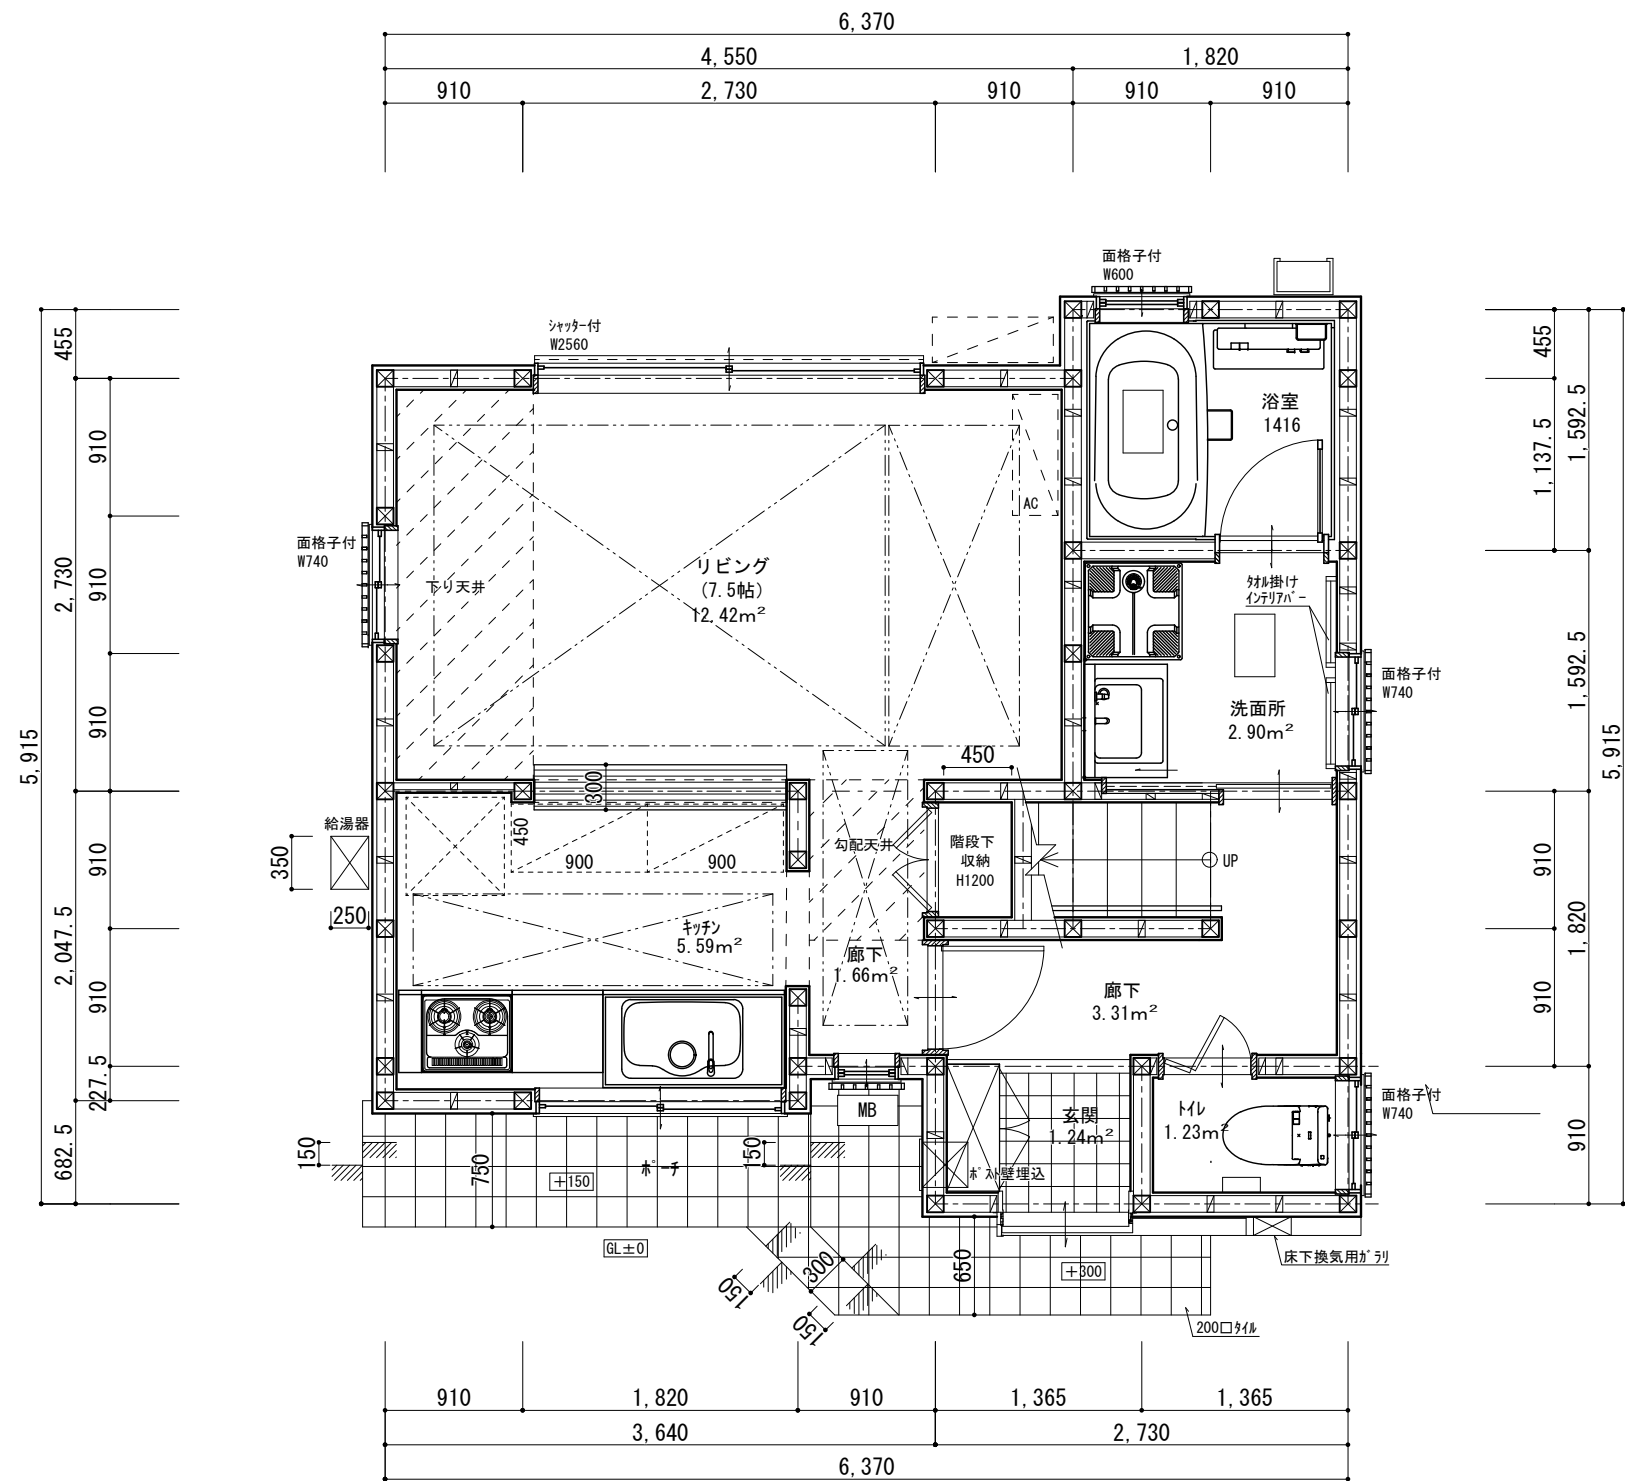 6,370
4,550
1,820
910
2,730
910
910
910
面格子付
W600
シャッター付
W2560
455
910
910
910
2,730
5,915
910
2,047.5
910
227.5
682.5
455
1,137.5
1,592.5
1,592.5
5,915
910
1,820
910
910
浴室
1416
AC
面格子付
W740
下り天井
リビング
(7.5帖)
12.42m²
タオル掛け
インテリアバー
面格子付
W740
洗面所
2.90m²
450
300
給湯器
350
250
450
900
900
勾配天井
階段下
収納
H1200
UP
キッチン
5.59m²
廊下
1.66m²
廊下
3.31m²
MB
玄関
1.24m²
トイレ
1.23m²
面格子付
W740
ポスト壁埋込
150
750
150
ポーチ
+150
GL±0
300
150
150
650
+300
床下換気用ガラリ
200□タイル
910
1,820
910
1,365
1,365
3,640
2,730
6,370